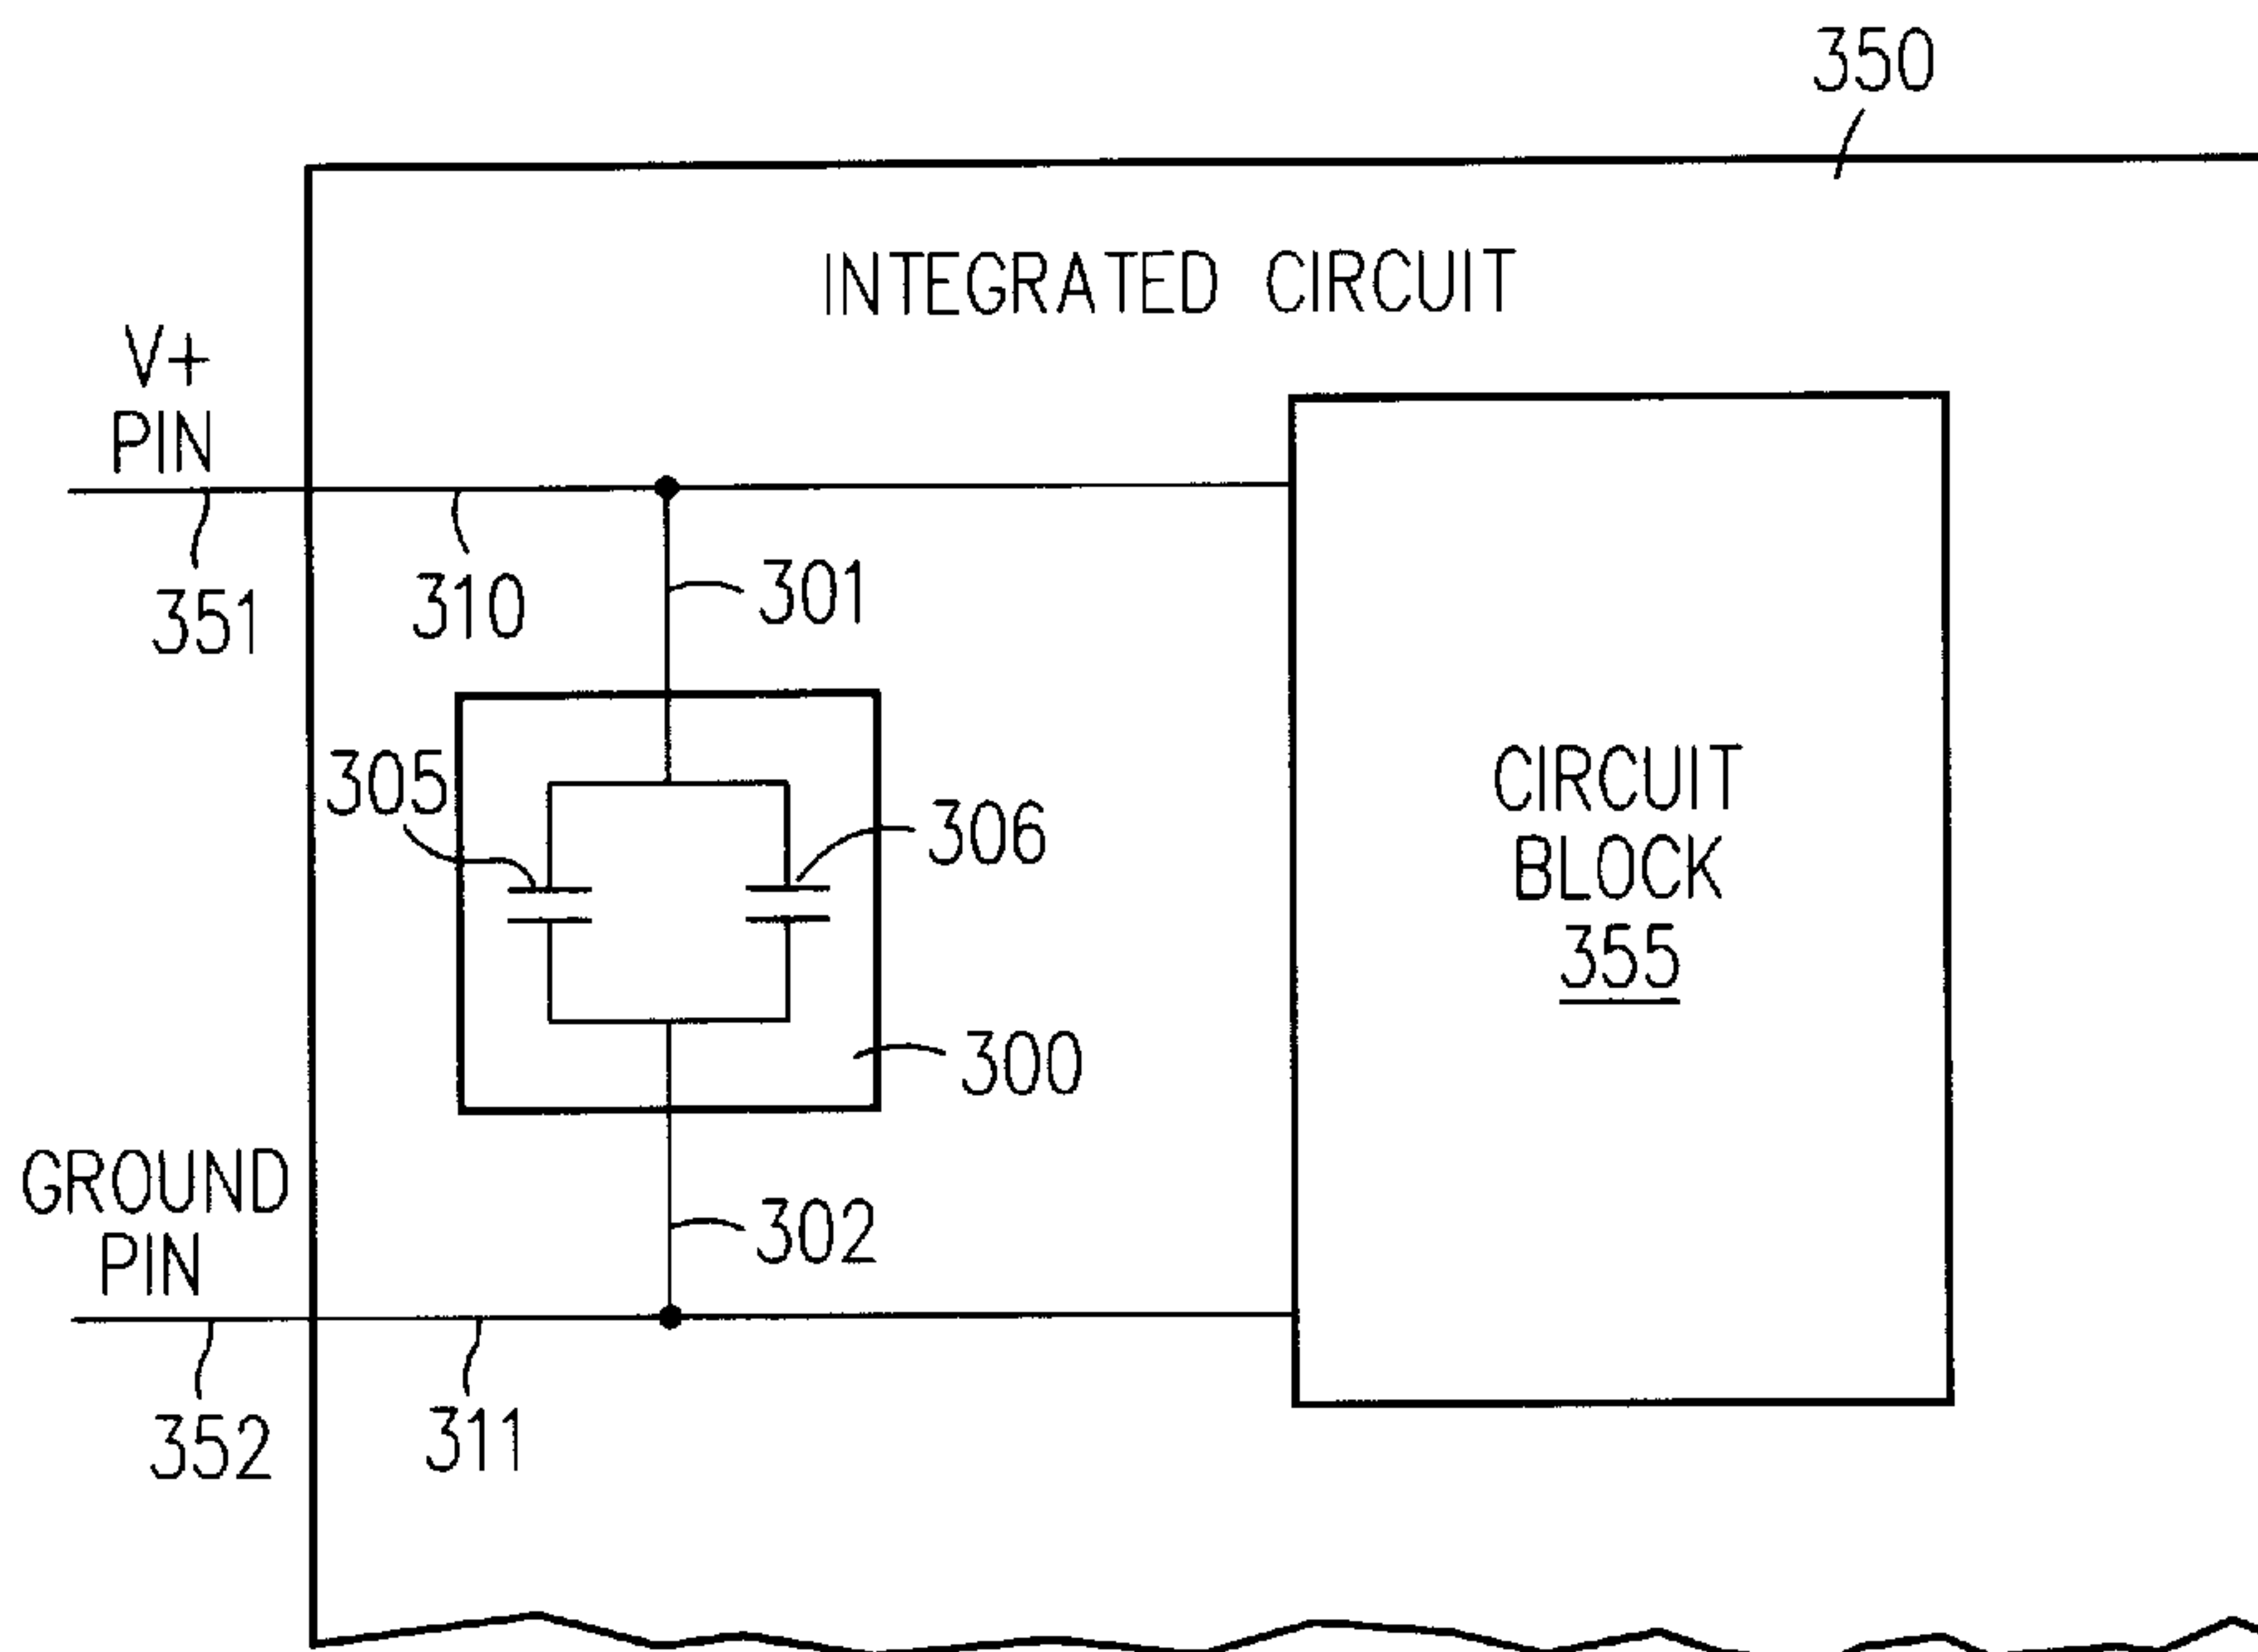 350
INTEGRATED CIRCUIT
V+
PIN
351
310
301
305
306
CIRCUIT
BLOCK
355
300
GROUND
PIN
302
352
311